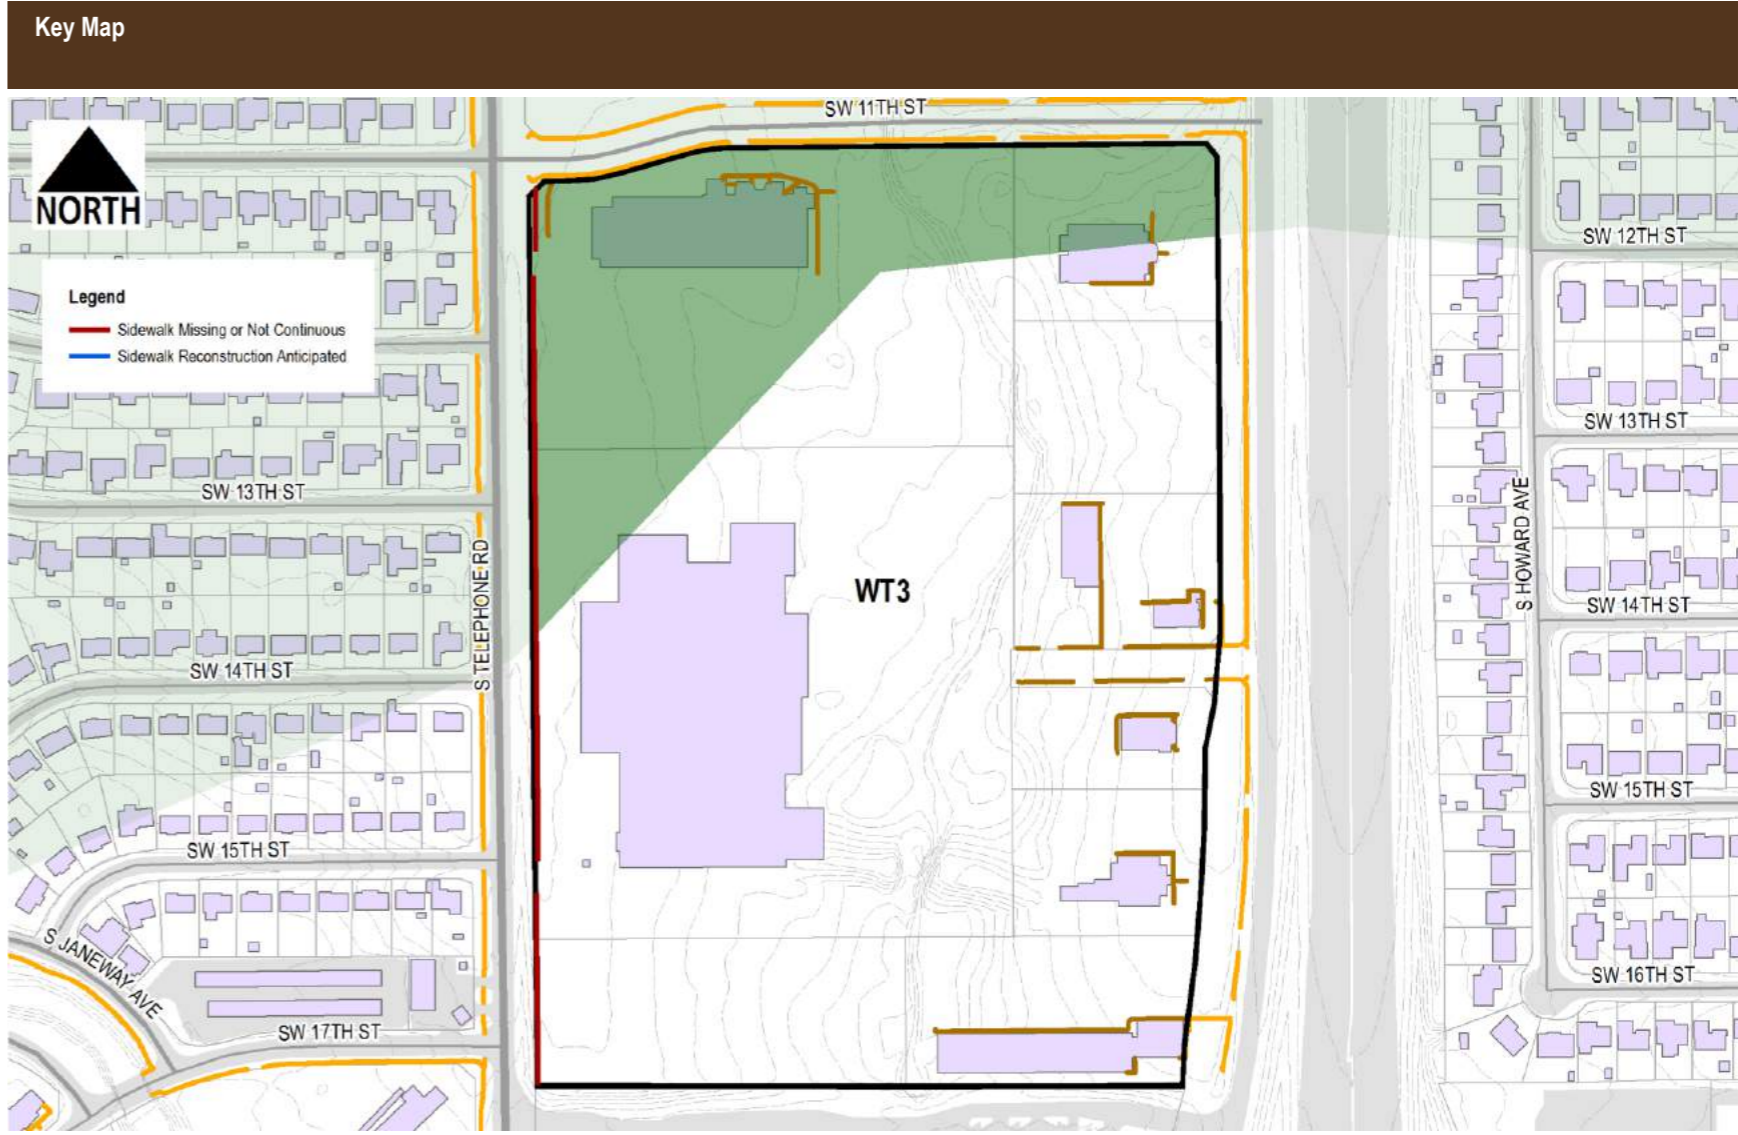 Key Map
SW 11TH ST
NORTH
SW 12TH ST
Legend
Sidewalk Missing or Not Continuous
Sidewalk Reconstruction Anticipated
SW 13TH ST
SW 13TH ST
S TELEPHONE RD
WT3
S HOWARD AVE
SW 14TH ST
SW 14TH ST
SW 15TH ST
SW 15TH ST
S JANEWAY AVE
SW 16TH ST
SW 17TH ST